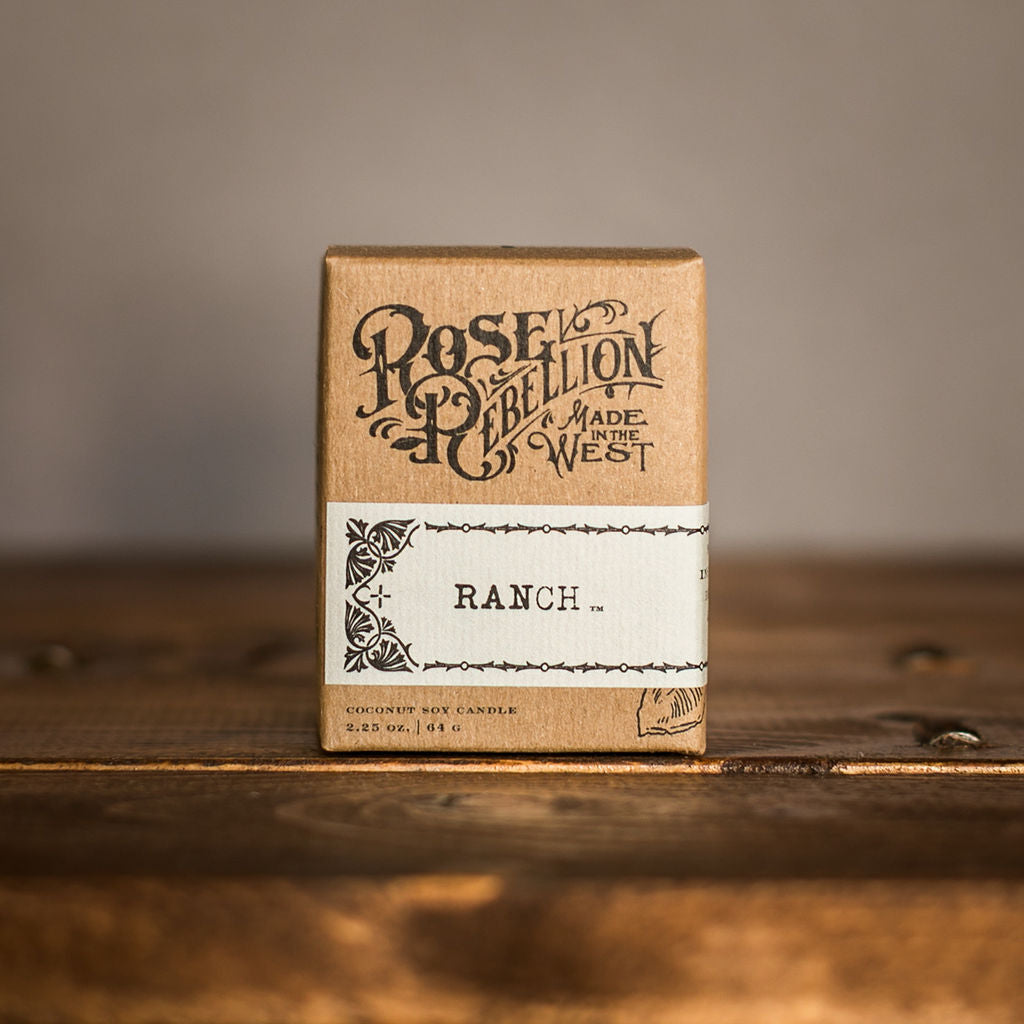 ROSE
REBELLION
MADE
IN THE
WEST
RANCH ™
COCONUT SOY CANDLE
2.25 oz. | 64 G